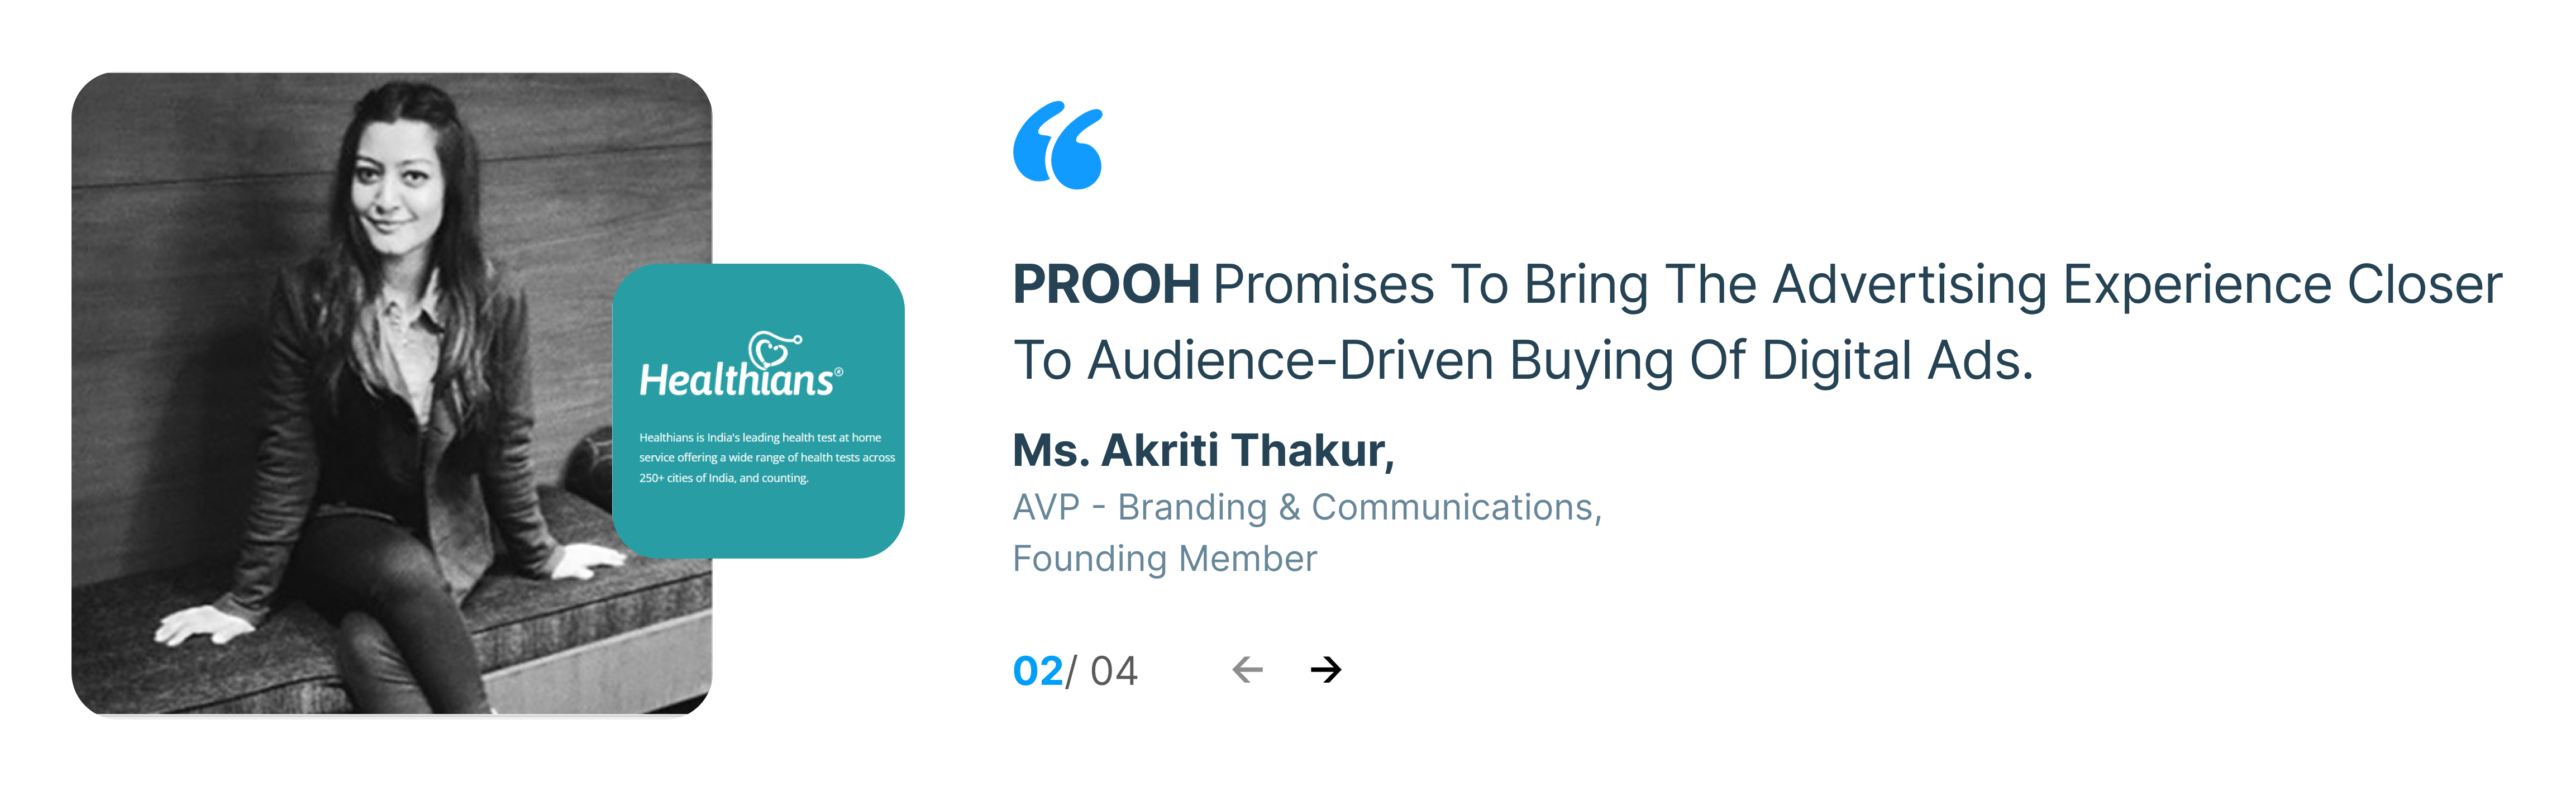 Healthians®
Healthians is India's leading health test at home
service offering a wide range of health tests across
250+ cities of India, and counting.
“
PROOH Promises To Bring The Advertising Experience Closer
To Audience-Driven Buying Of Digital Ads.
Ms. Akriti Thakur,
AVP - Branding & Communications,
Founding Member
02/ 04 ← →